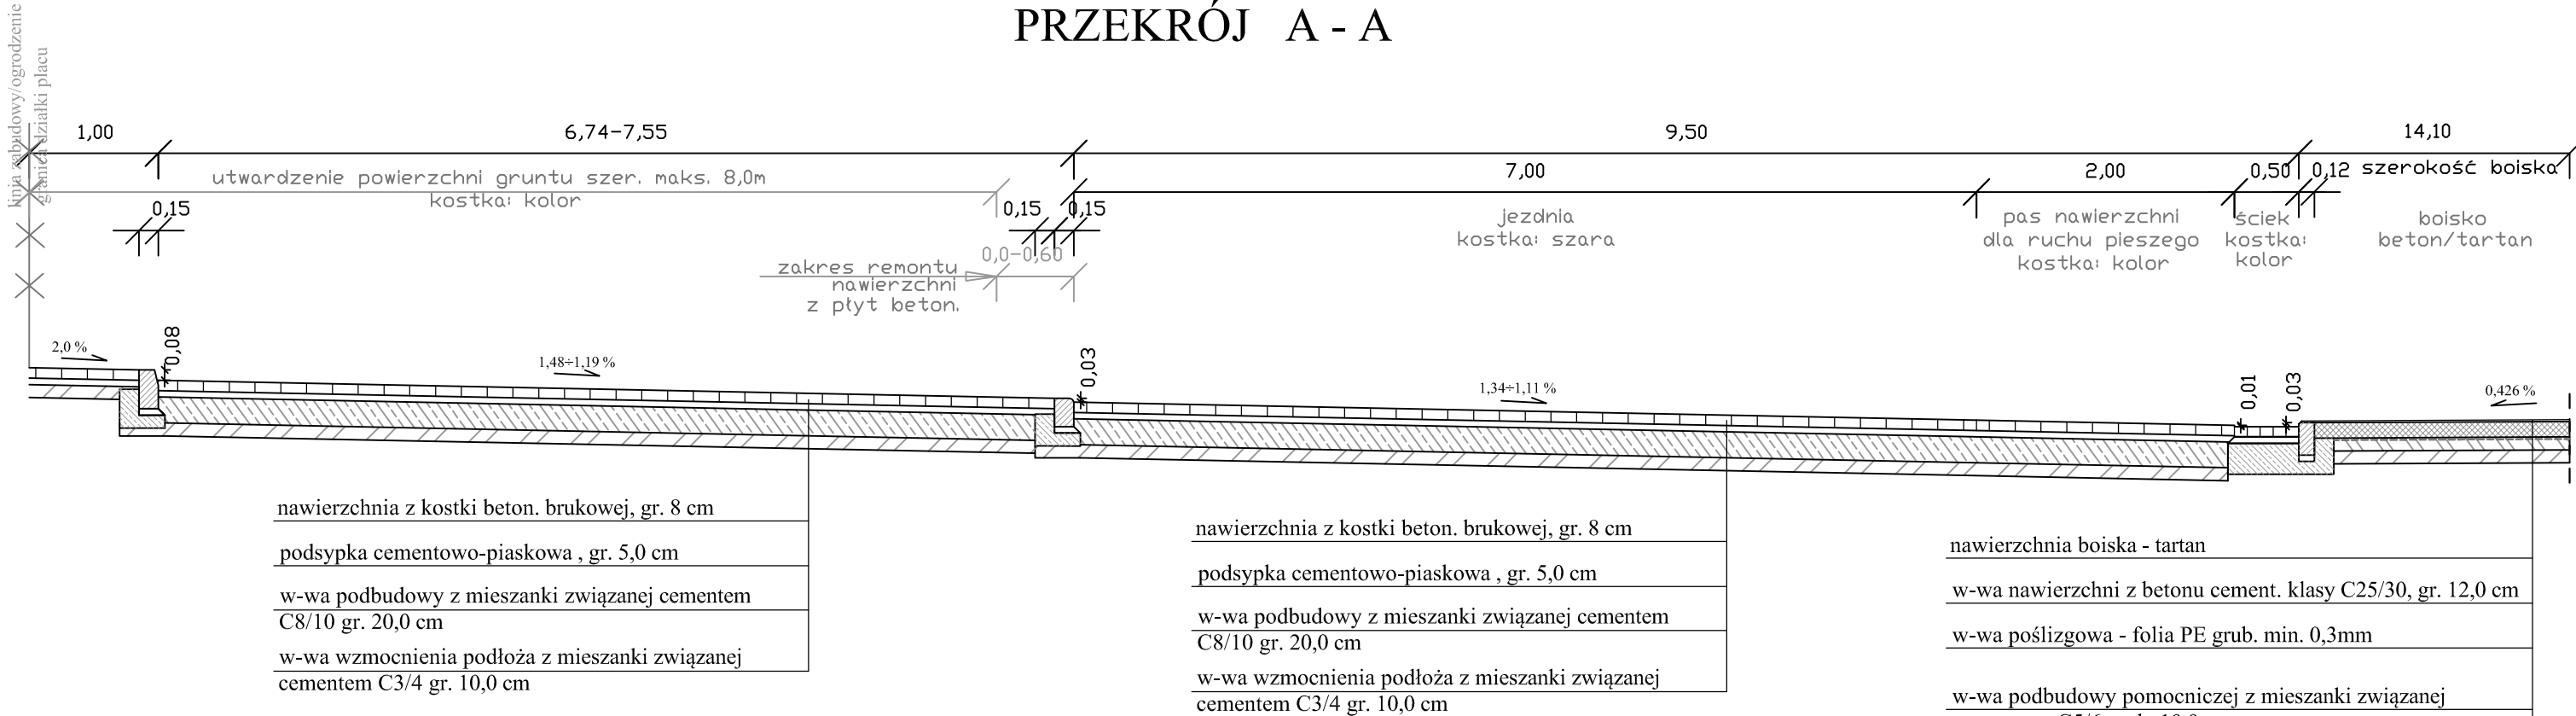 PRZEKRÓJ A - A
linia zabudowy/ogrodzenie
granica działki placu
1,00
6,74-7,55
9,50
14,10
utwardzenie powierzchni gruntu szer. maks. 8,0m
kostka: kolor
7,00
2,00
0,50
0,12
szerokość boiska
0,15
0,15
0,15
jezdnia
kostka: szara
pas nawierzchni
dla ruchu pieszego
kostka: kolor
ściek
kostka:
kolor
boisko
beton/tartan
0,0-0,60
zakres remontu
nawierzchni
z płyt beton.
2,0 %
0,08
1,48÷1,19 %
0,03
1,34÷1,11 %
0,01
0,03
0,426 %
nawierzchnia z kostki beton. brukowej, gr. 8 cm
podsypka cementowo-piaskowa , gr. 5,0 cm
w-wa podbudowy z mieszanki związanej cementem
C8/10 gr. 20,0 cm
w-wa wzmocnienia podłoża z mieszanki związanej
cementem C3/4 gr. 10,0 cm
nawierzchnia z kostki beton. brukowej, gr. 8 cm
podsypka cementowo-piaskowa , gr. 5,0 cm
w-wa podbudowy z mieszanki związanej cementem
C8/10 gr. 20,0 cm
w-wa wzmocnienia podłoża z mieszanki związanej
cementem C3/4 gr. 10,0 cm
nawierzchnia boiska - tartan
w-wa nawierzchni z betonu cement. klasy C25/30, gr. 12,0 cm
w-wa poślizgowa - folia PE grub. min. 0,3mm
w-wa podbudowy pomocniczej z mieszanki związanej